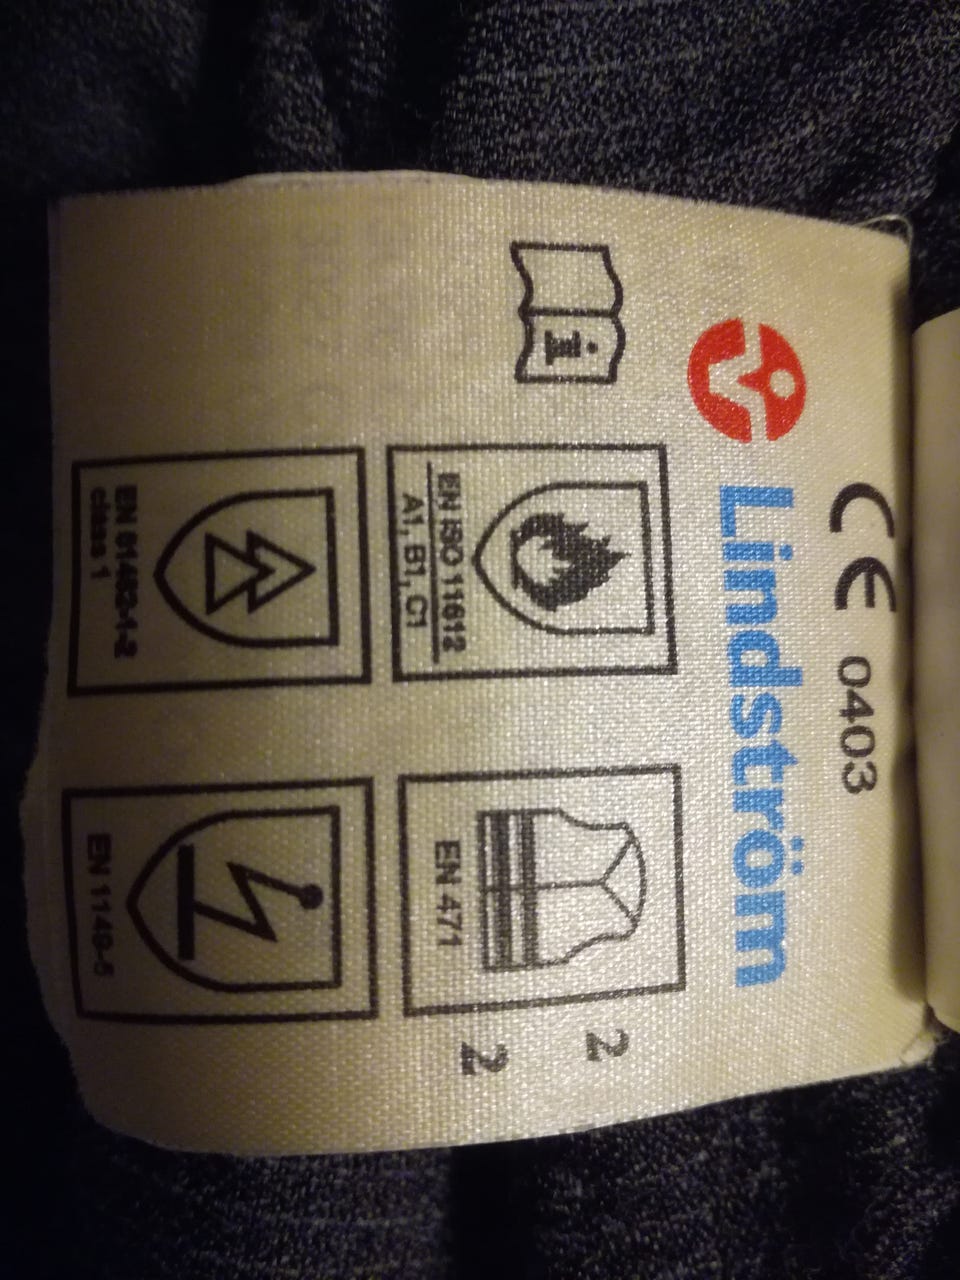 CE 0403
Lindström
i
EN ISO 11612
A1, B1, C1
EN 471
2
2
EN 61482-1-2
class 1
EN 1149-5